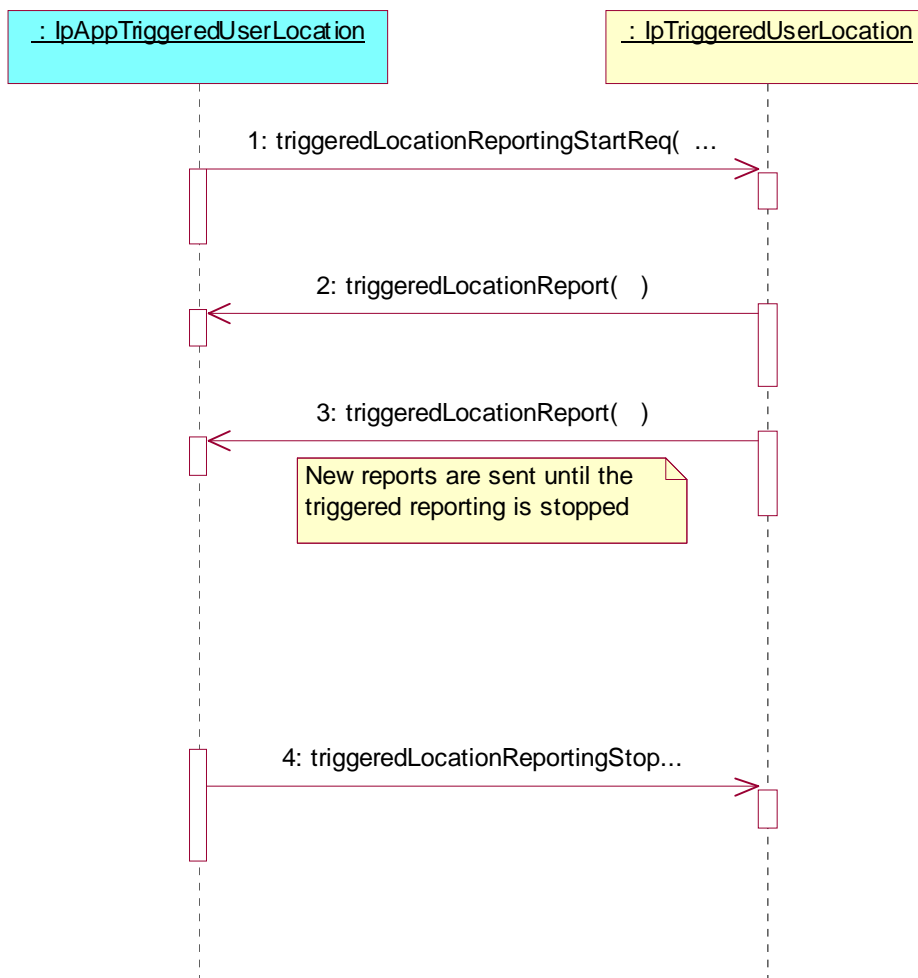 : IpAppTriggeredUserLocation
: IpTriggeredUserLocation
1: triggeredLocationReportingStartReq( ...
2: triggeredLocationReport( )
3: triggeredLocationReport( )
New reports are sent until the
triggered reporting is stopped
4: triggeredLocationReportingStop...